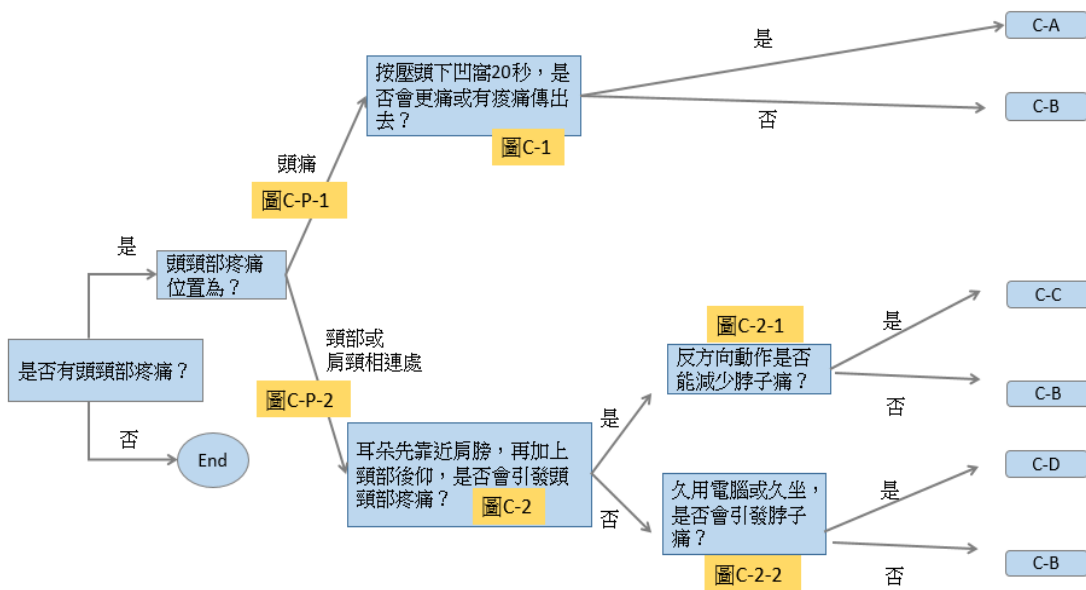 是否有頭頸部疼痛？
是
否
End
頭頸部疼痛
位置為？
頭痛
圖C-P-1
頸部或
肩頸相連處
圖C-P-2
按壓頭下凹窩20秒，是
否會更痛或有痠痛傳出
去？
圖C-1
是
C-A
否
C-B
耳朵先靠近肩膀，再加上
頸部後仰，是否會引發頭
頸部疼痛？
圖C-2
是
否
圖C-2-1
反方向動作是否
能減少脖子痛？
是
C-C
否
C-B
久用電腦或久坐，
是否會引發脖子
痛？
圖C-2-2
是
C-D
否
C-B